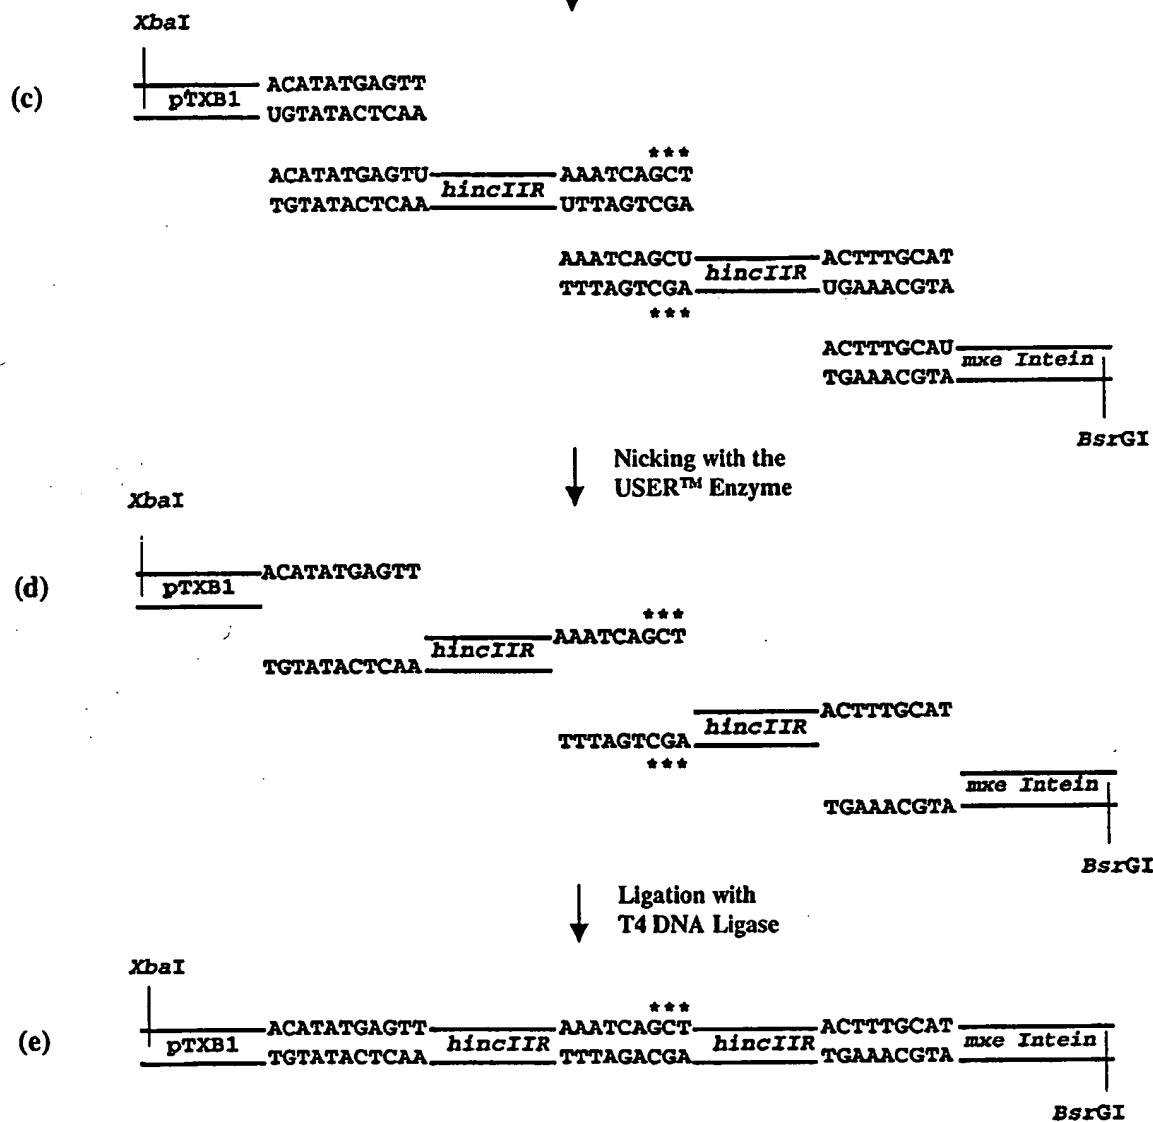 XbaI
(c)
ACATATGAGTT
pTXB1
UGTATACTCAA
***
ACATATGAGTU hincIIR AAATCAGCT
TGTATACTCAA UTTAGTCGA
AAATCAGCU hincIIR ACTTTGCAT
TTTAGTCGA UGAAACGTA
***
ACTTTGCAU mxe Intein
TGAAACGTA
BsrGI
Nicking with the
USER™ Enzyme
XbaI
(d)
pTXB1 ACATATGAGTT
***
hincIIR AAATCAGCT
TGTATACTCAA
hincIIR ACTTTGCAT
TTTAGTCGA
***
mxe Intein
TGAAACGTA
BsrGI
Ligation with
T4 DNA Ligase
XbaI
***
(e)
ACATATGAGTT AAATCAGCT ACTTTGCAT
pTXB1 hincIIR hincIIR mxe Intein
TGTATACTCAA TTTAGACGA TGAAACGTA
BsrGI